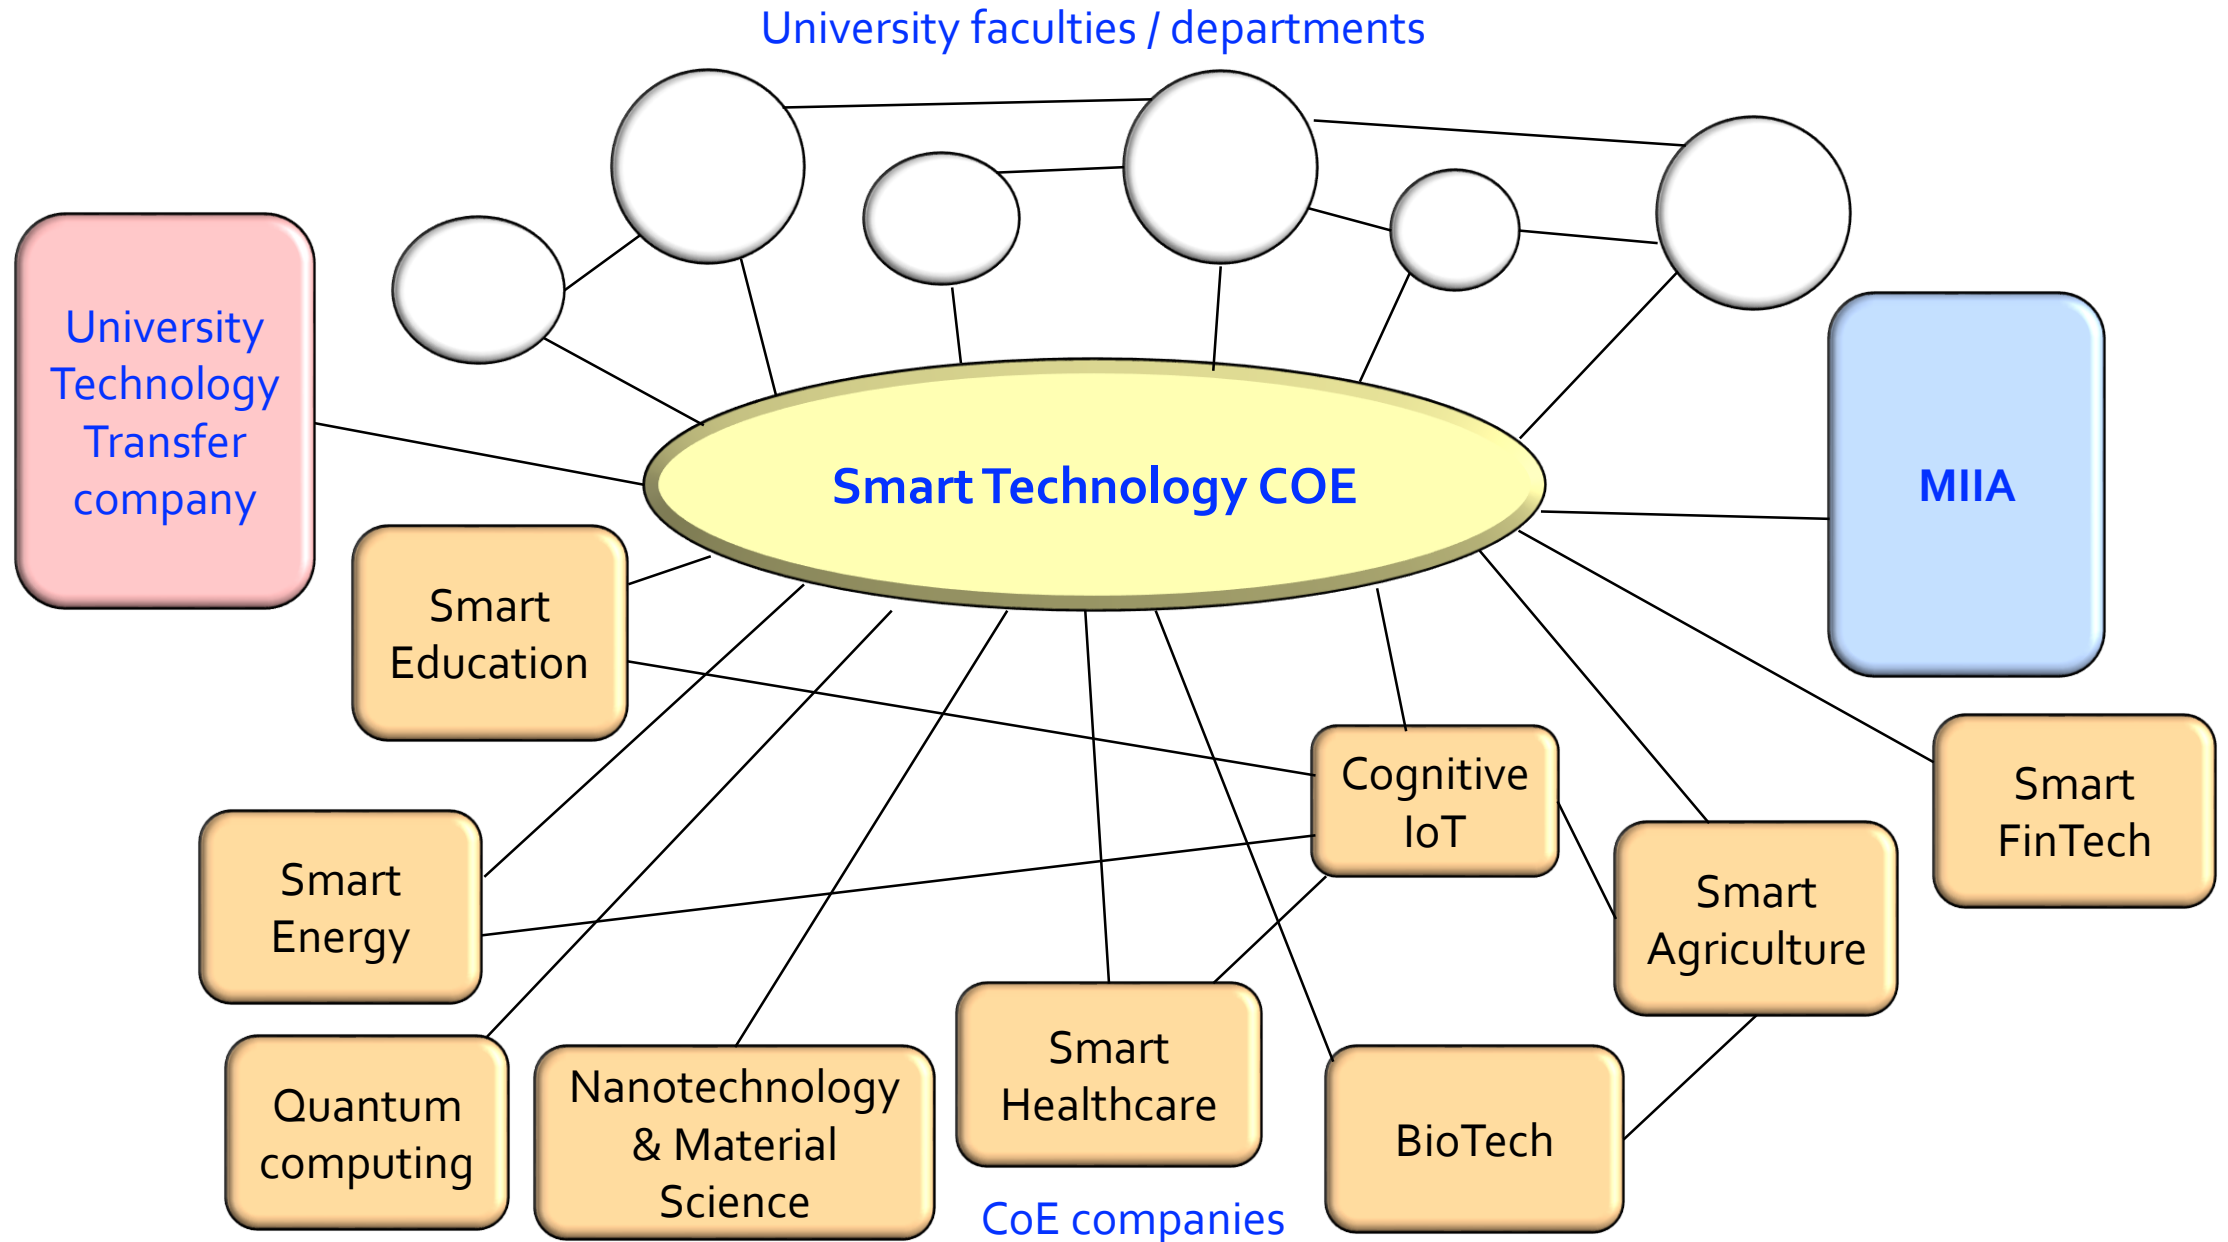 University faculties / departments
University
Technology
Transfer
company
Smart Technology COE
MIIA
Smart
Education
Cognitive
IoT
Smart
FinTech
Smart
Energy
Smart
Agriculture
Quantum
computing
Nanotechnology
& Material
Science
Smart
Healthcare
BioTech
CoE companies